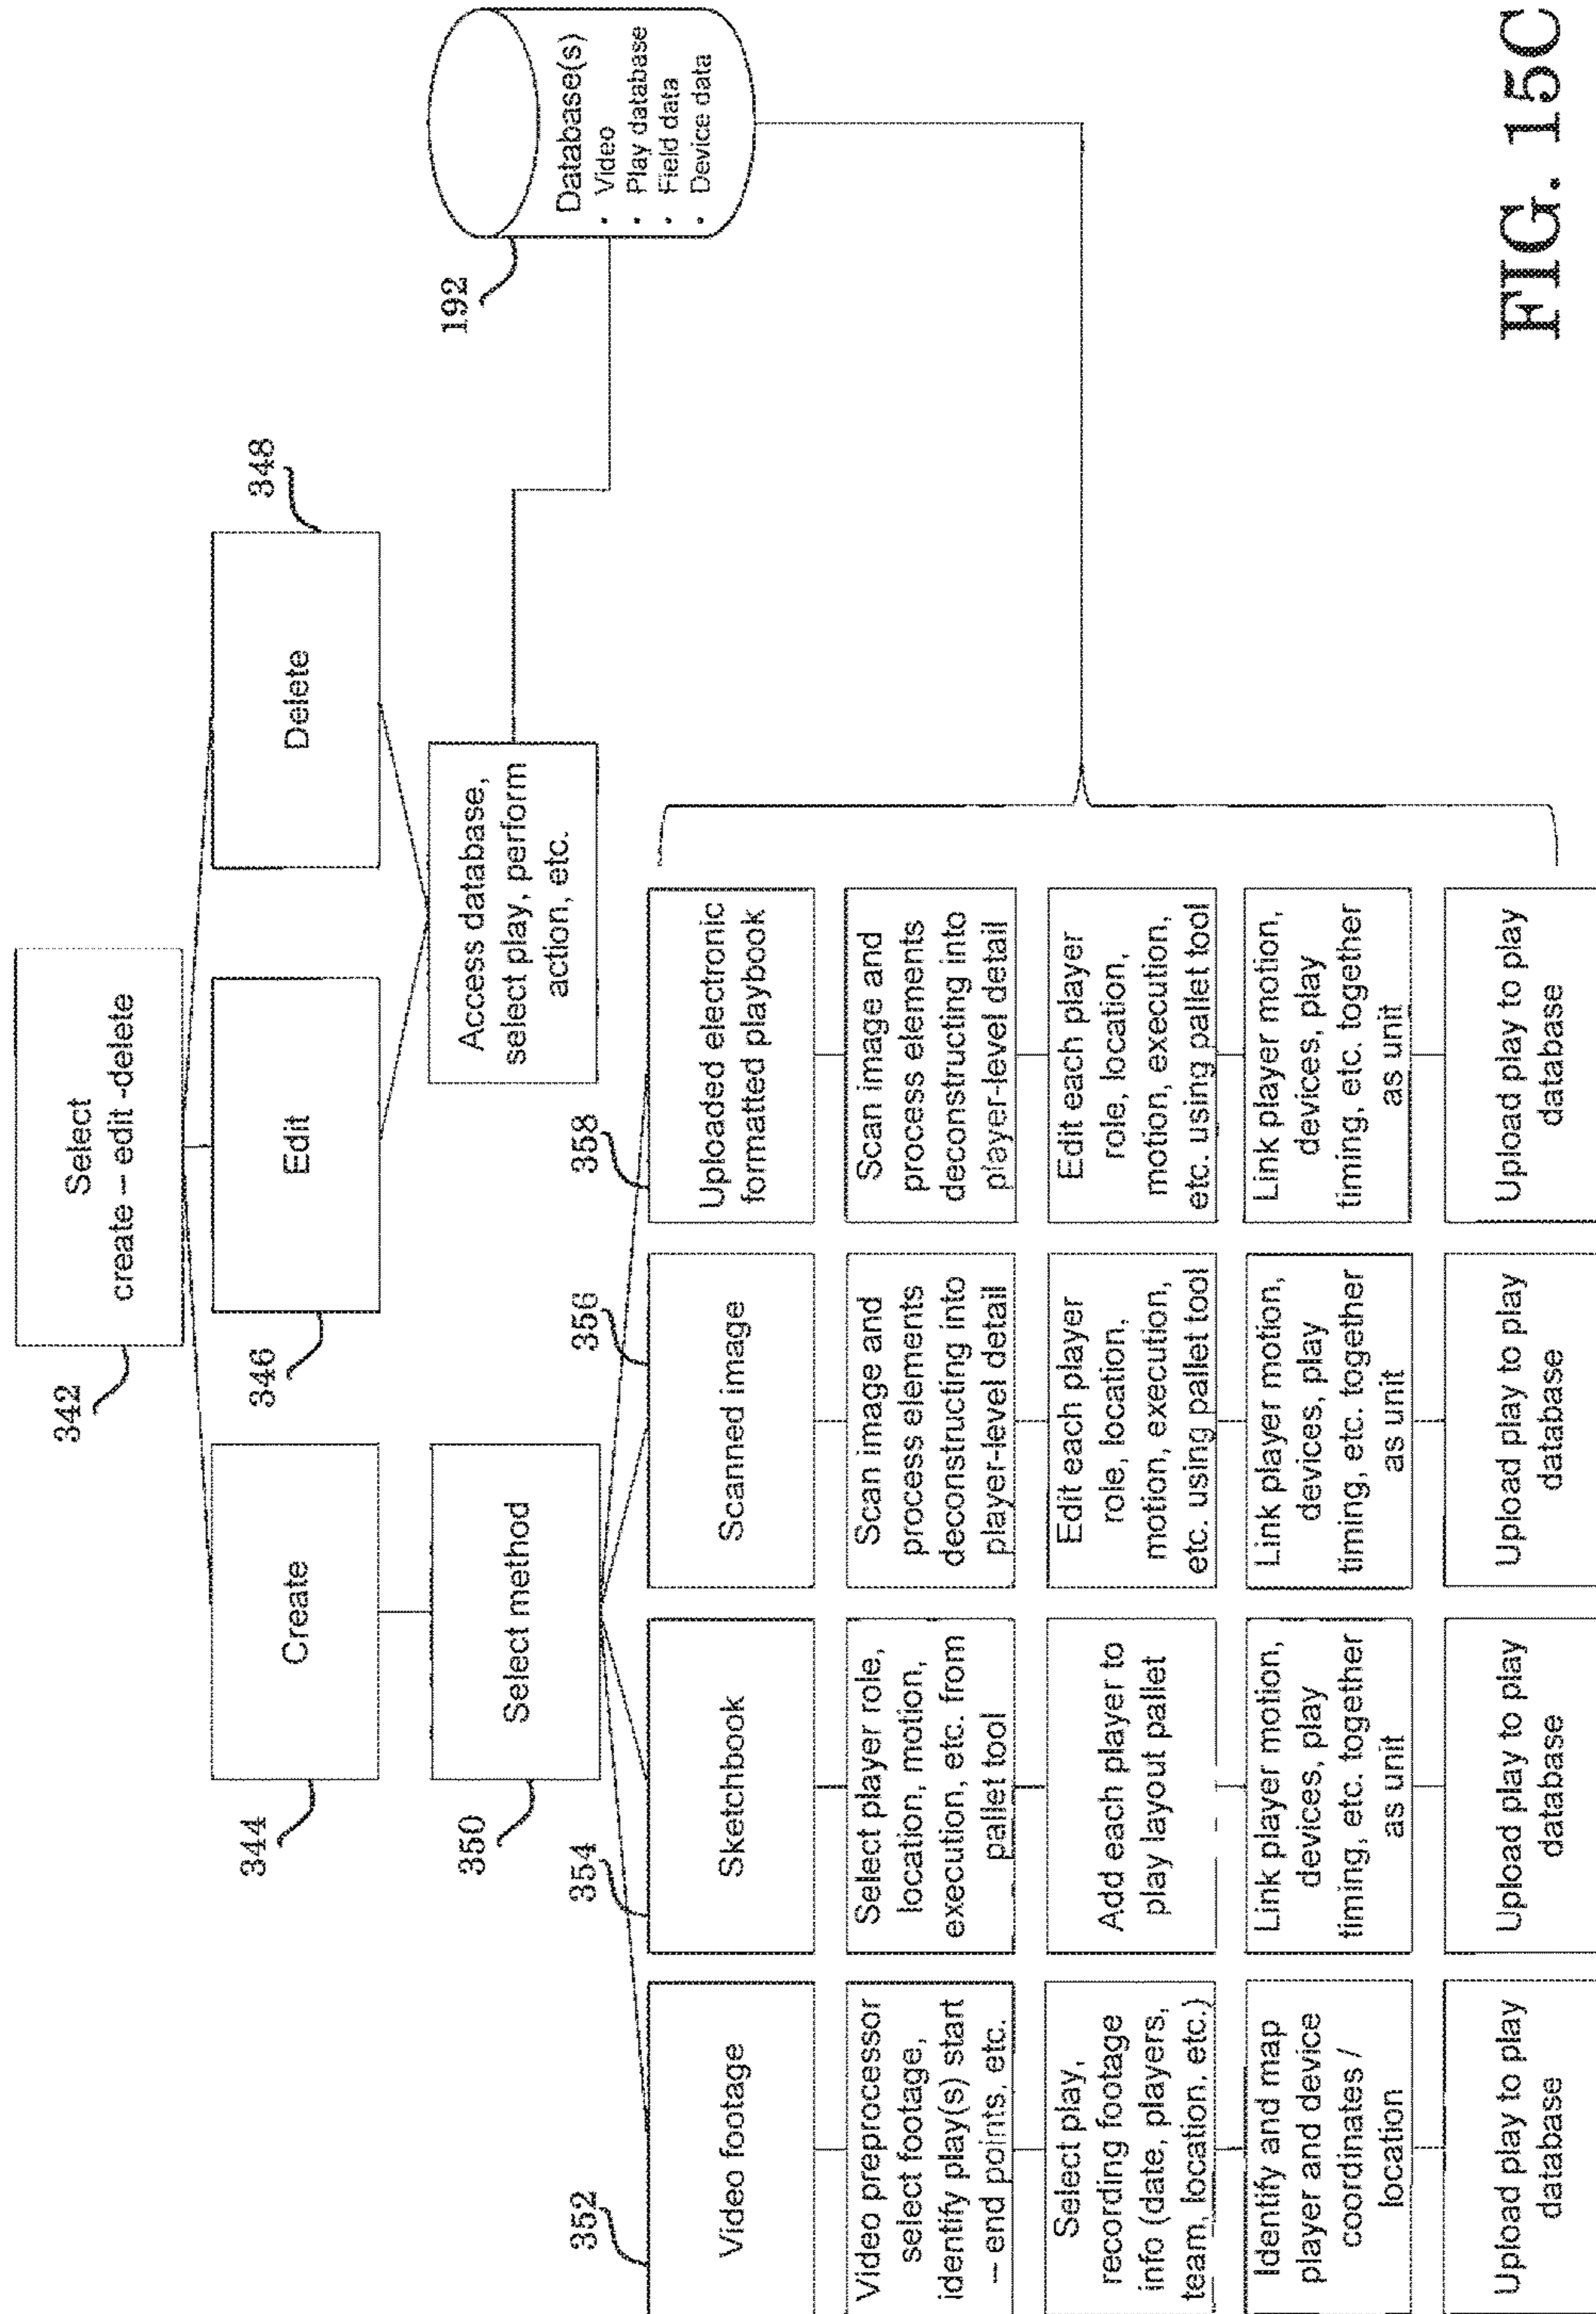 Select
create – edit -delete
342
Create
344
Edit
346
Delete
348
Select method
350
Access database,
select play, perform
action, etc.
192
Database(s)
• Video
• Play database
• Field data
• Device data
352
Video footage
Video preprocessor
select footage,
identify play(s) start
– end points, etc.
Select play,
recording footage
info (date, players,
team, location, etc.)
Identify and map
player and device
coordinates /
location
Upload play to play
database
354
Sketchbook
Select player role,
location, motion,
execution, etc. from
pallet tool
Add each player to
play layout pallet
Link player motion,
devices, play
timing, etc. together
as unit
Upload play to play
database
356
Scanned image
Scan image and
process elements
deconstructing into
player-level detail
Edit each player
role, location,
motion, execution,
etc. using pallet tool
Link player motion,
devices, play
timing, etc. together
as unit
Upload play to play
database
358
Uploaded electronic
formatted playbook
Scan image and
process elements
deconstructing into
player-level detail
Edit each player
role, location,
motion, execution,
etc. using pallet tool
Link player motion,
devices, play
timing, etc. together
as unit
Upload play to play
database
FIG. 15C